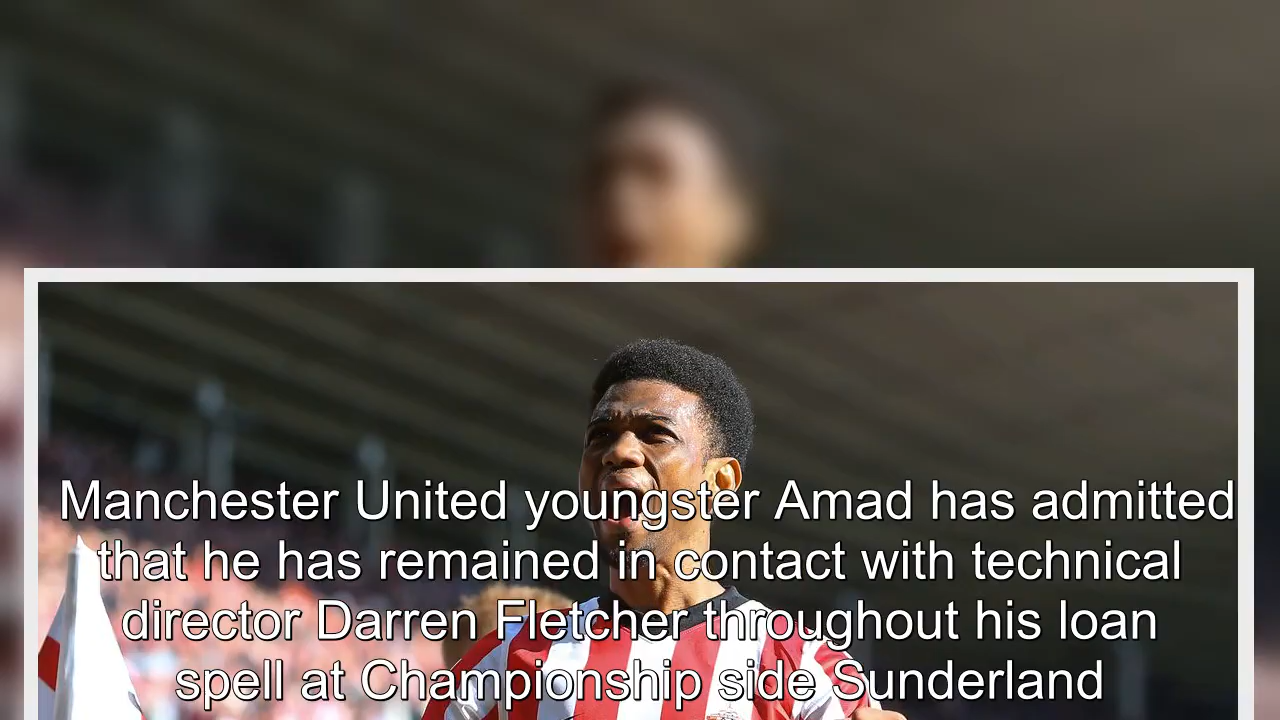 Manchester United youngster Amad has admitted
that he has remained in contact with technical
director Darren Fletcher throughout his loan
spell at Championship side Sunderland